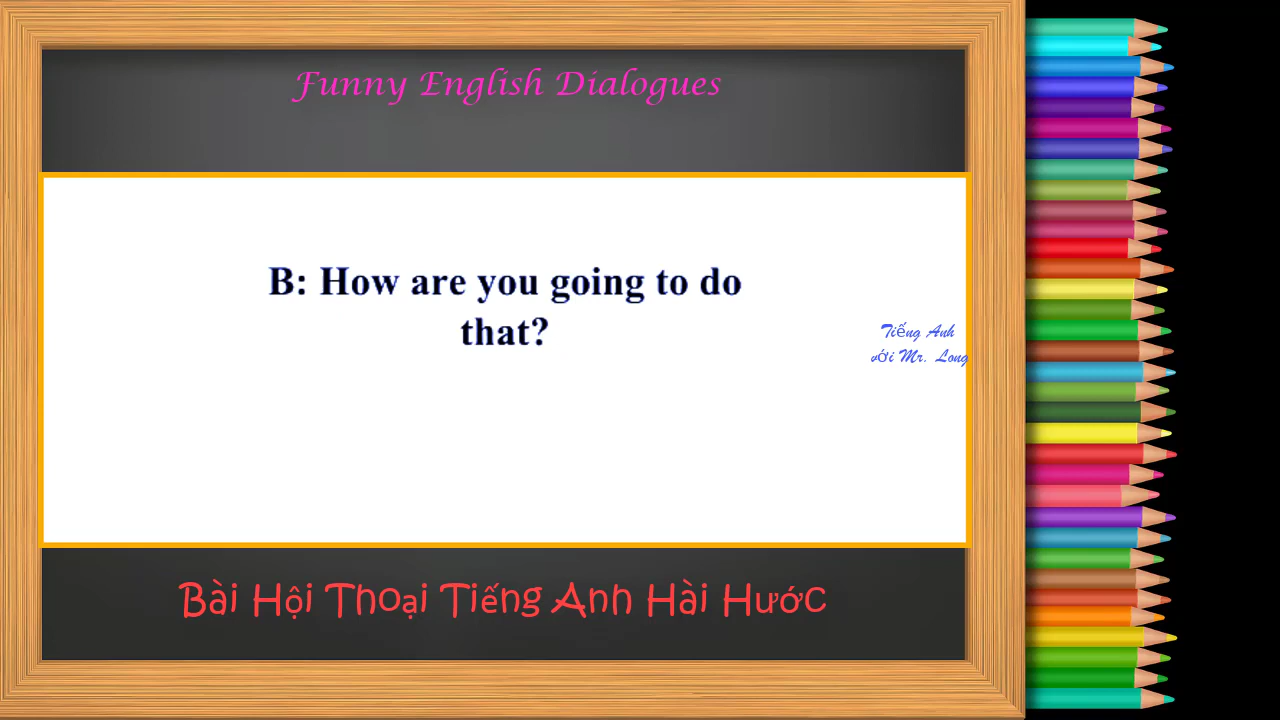 Funny English Dialogues
B: How are you going to do
that?
Tiếng Anh
với Mr. Long
Bài Hội Thoại Tiếng Anh Hài Hước